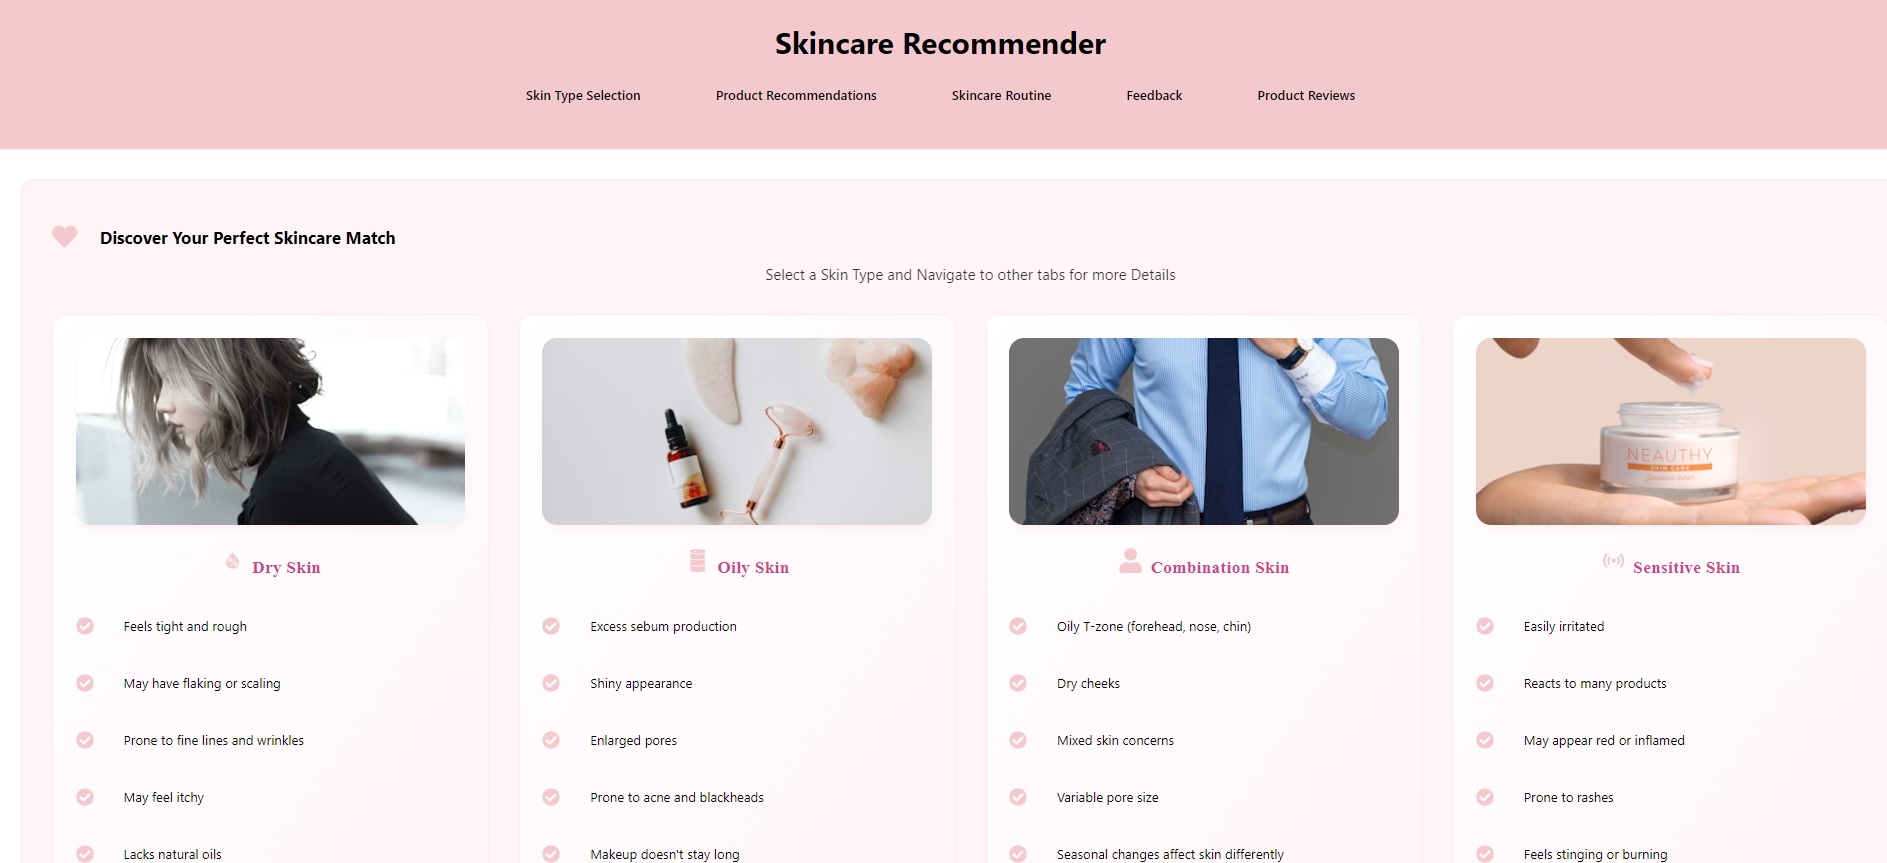 Skincare Recommender
Skin Type Selection
Product Recommendations
Skincare Routine
Feedback
Product Reviews
Discover Your Perfect Skincare Match
Select a Skin Type and Navigate to other tabs for more Details
NEAUTHY
SKIN CARE
Dry Skin
Feels tight and rough
May have flaking or scaling
Prone to fine lines and wrinkles
May feel itchy
Lacks natural oils
Oily Skin
Excess sebum production
Shiny appearance
Enlarged pores
Prone to acne and blackheads
Makeup doesn't stay long
Combination Skin
Oily T-zone (forehead, nose, chin)
Dry cheeks
Mixed skin concerns
Variable pore size
Seasonal changes affect skin differently
Sensitive Skin
Easily irritated
Reacts to many products
May appear red or inflamed
Prone to rashes
Feels stinging or burning